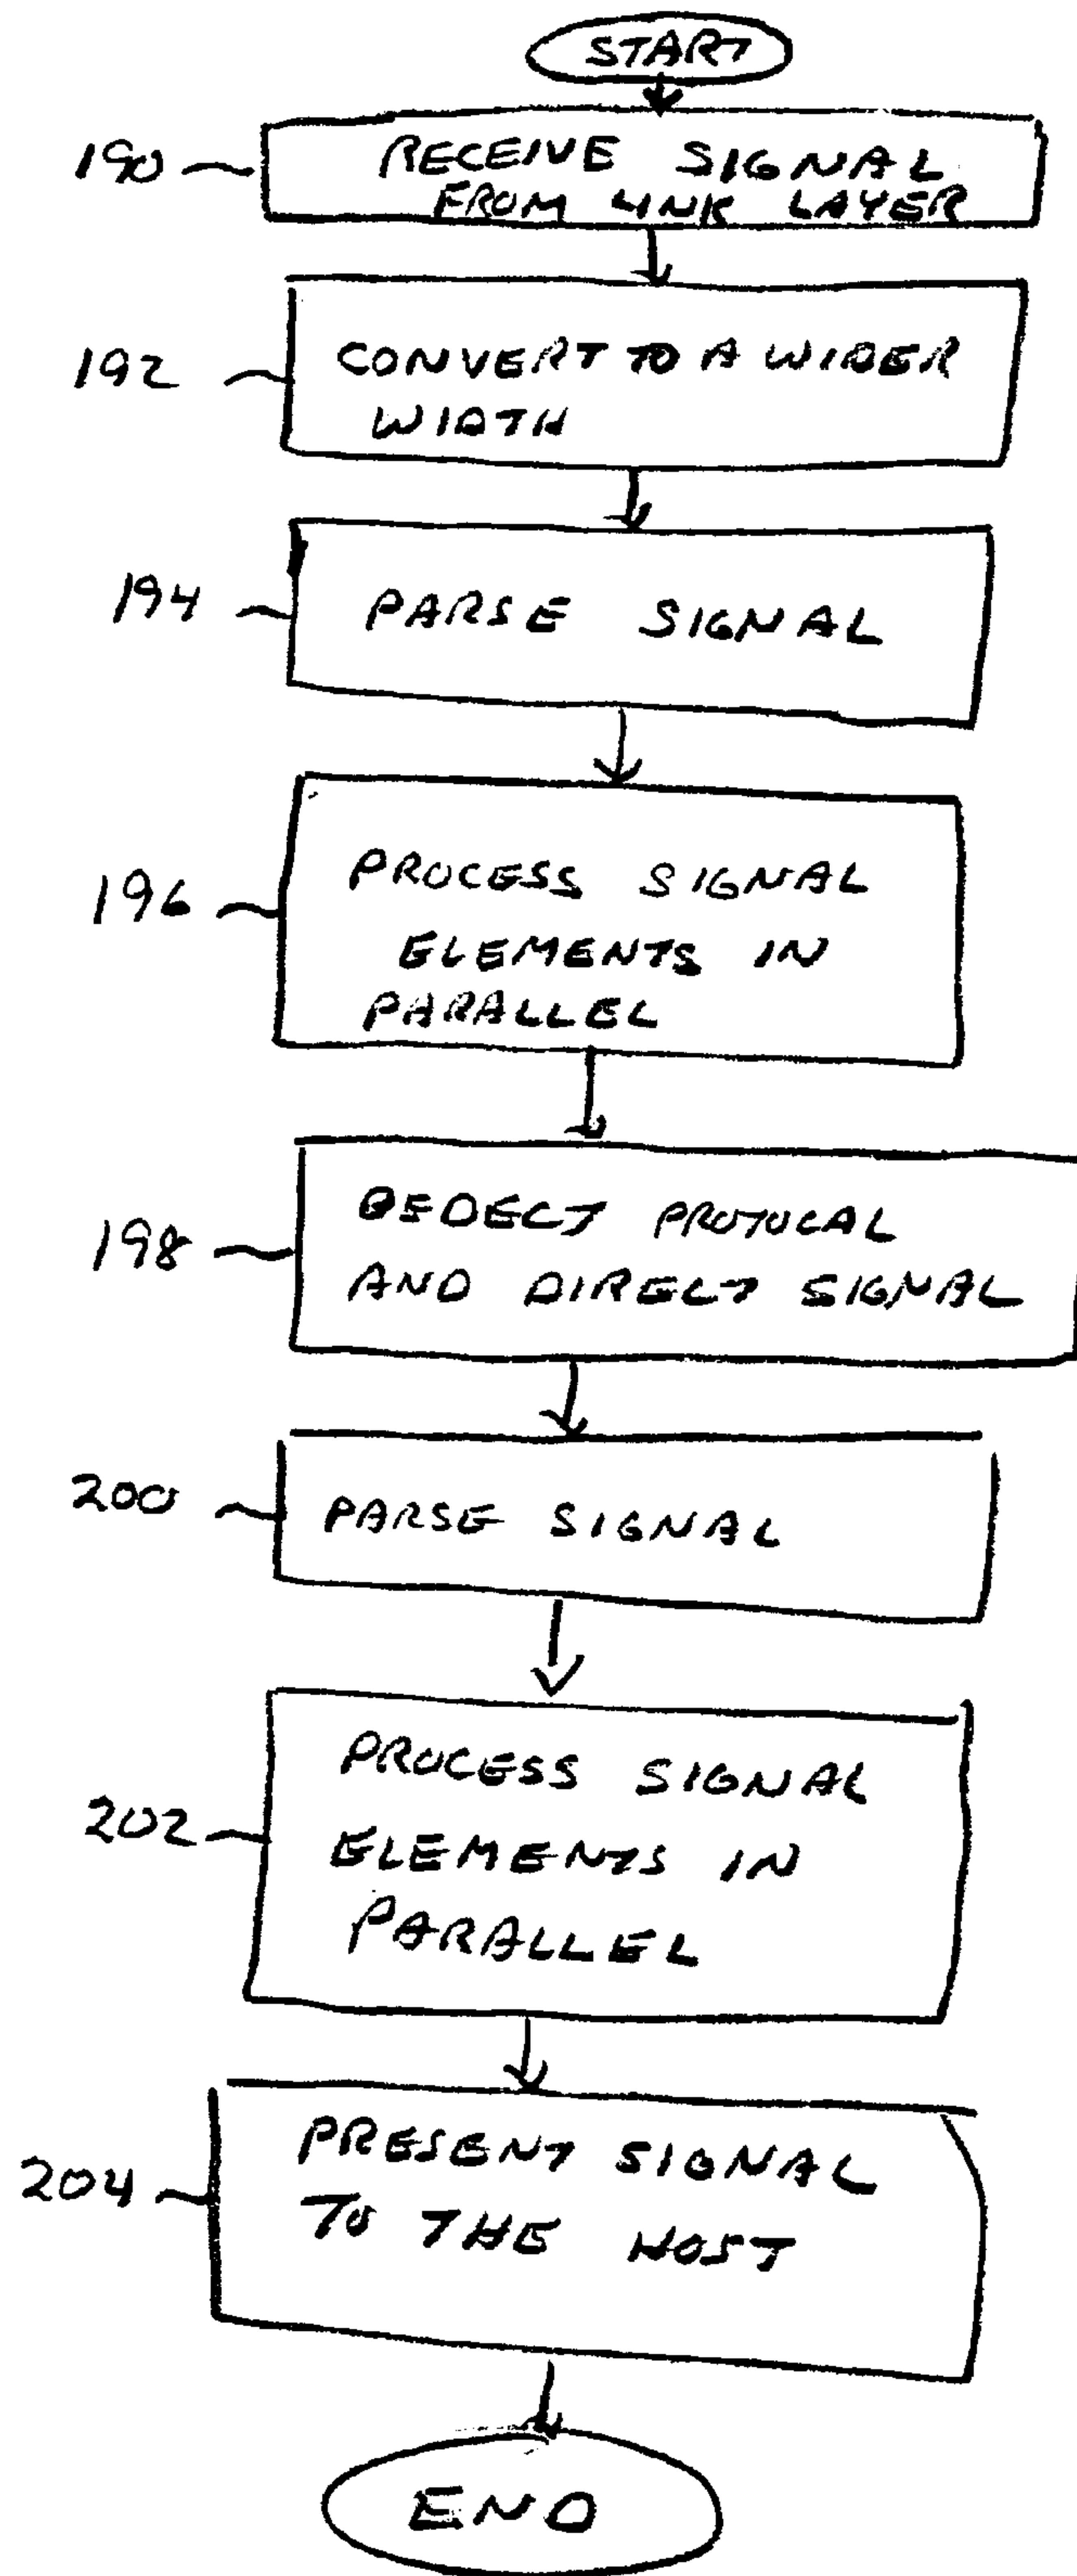 START
190
RECEIVE SIGNAL
FROM LINK LAYER
192
CONVERT TO A WIDER
WIDTH
194
PARSE SIGNAL
196
PROCESS SIGNAL
ELEMENTS IN
PARALLEL
198
DEDECT PROTOCAL
AND DIRECT SIGNAL
200
PARSE SIGNAL
202
PROCESS SIGNAL
ELEMENTS IN
PARALLEL
204
PRESENT SIGNAL
TO THE HOST
END